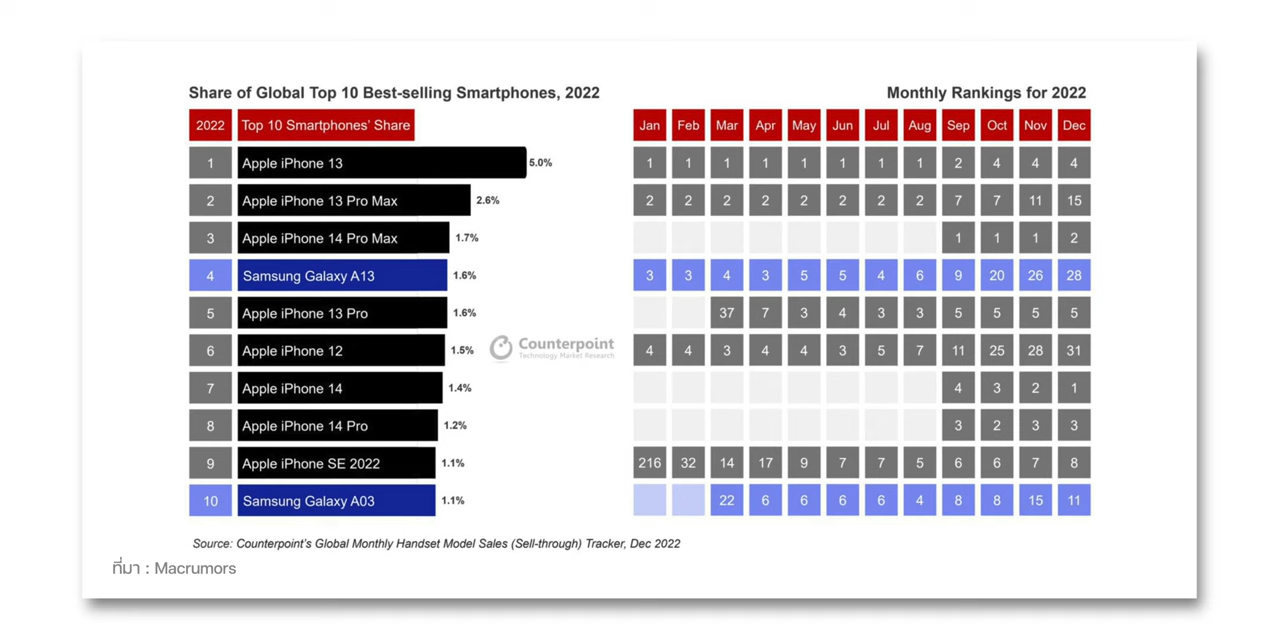 Share of Global Top 10 Best-selling Smartphones, 2022 Monthly Rankings for 2022
2022 Top 10 Smartphones' Share Jan Feb Mar Apr May Jun Jul Aug Sep Oct Nov Dec
1 Apple iPhone 13 5.0% 1 1 1 1 1 1 1 1 2 4 4 4
2 Apple iPhone 13 Pro Max 2.6% 2 2 2 2 2 2 2 2 7 7 11 15
3 Apple iPhone 14 Pro Max 1.7% 1 1 1 2
4 Samsung Galaxy A13 1.6% 3 3 4 3 5 5 4 6 9 20 26 28
5 Apple iPhone 13 Pro 1.6% 37 7 3 4 3 3 5 5 5 5
6 Apple iPhone 12 1.5% 4 4 3 4 4 3 5 7 11 25 28 31
Counterpoint
Technology Market Research
7 Apple iPhone 14 1.4% 4 3 2 1
8 Apple iPhone 14 Pro 1.2% 3 2 3 3
9 Apple iPhone SE 2022 1.1% 216 32 14 17 9 7 7 5 6 6 7 8
10 Samsung Galaxy A03 1.1% 22 6 6 6 6 4 8 8 15 11
Source: Counterpoint's Global Monthly Handset Model Sales (Sell-through) Tracker, Dec 2022
ที่มา : Macrumors